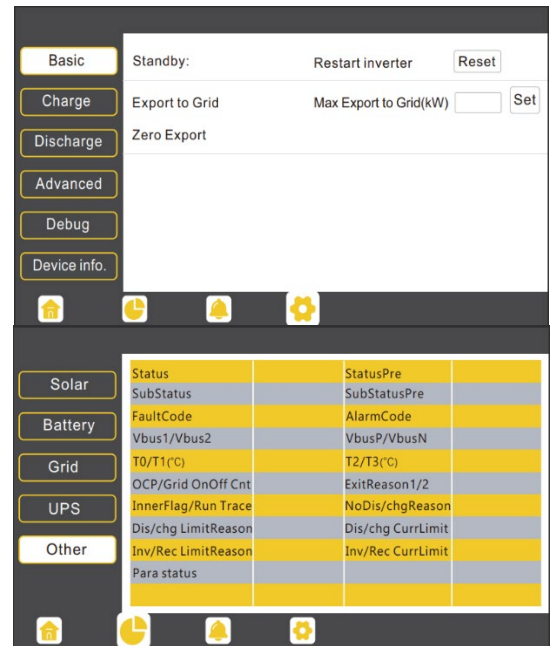 Basic
Standby:
Restart inverter
Reset
Charge
Export to Grid
Max Export to Grid(kW)
Set
Discharge
Zero Export
Advanced
Debug
Device info.
Solar
Battery
Grid
UPS
Other
Status
StatusPre
SubStatus
SubStatusPre
FaultCode
AlarmCode
Vbus1/Vbus2
VbusP/VbusN
T0/T1(°C)
T2/T3(°C)
OCP/Grid OnOff Cnt
ExitReason1/2
InnerFlag/Run Trace
NoDis/chgReason
Dis/chg LimitReason
Dis/chg CurrLimit
Inv/Rec LimitReason
Inv/Rec CurrLimit
Para status